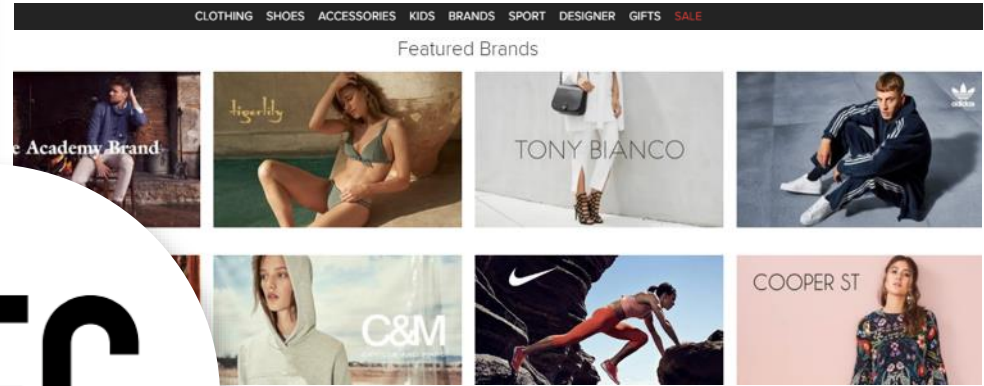 CLOTHING SHOES ACCESSORIES KIDS BRANDS SPORT DESIGNER GIFTS SALE
Featured Brands
e Academy Brand
tigerlily
TONY BIANCO
adidas
C&M
COOPER ST